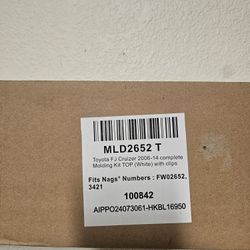 MLD2652 T
Toyota FJ Cruizer 2006-14 complete
Molding Kit TOP (White) with clips
Fits Nags* Numbers : FW02652,
3421
100842
AIPPO24073061-HKBL16950